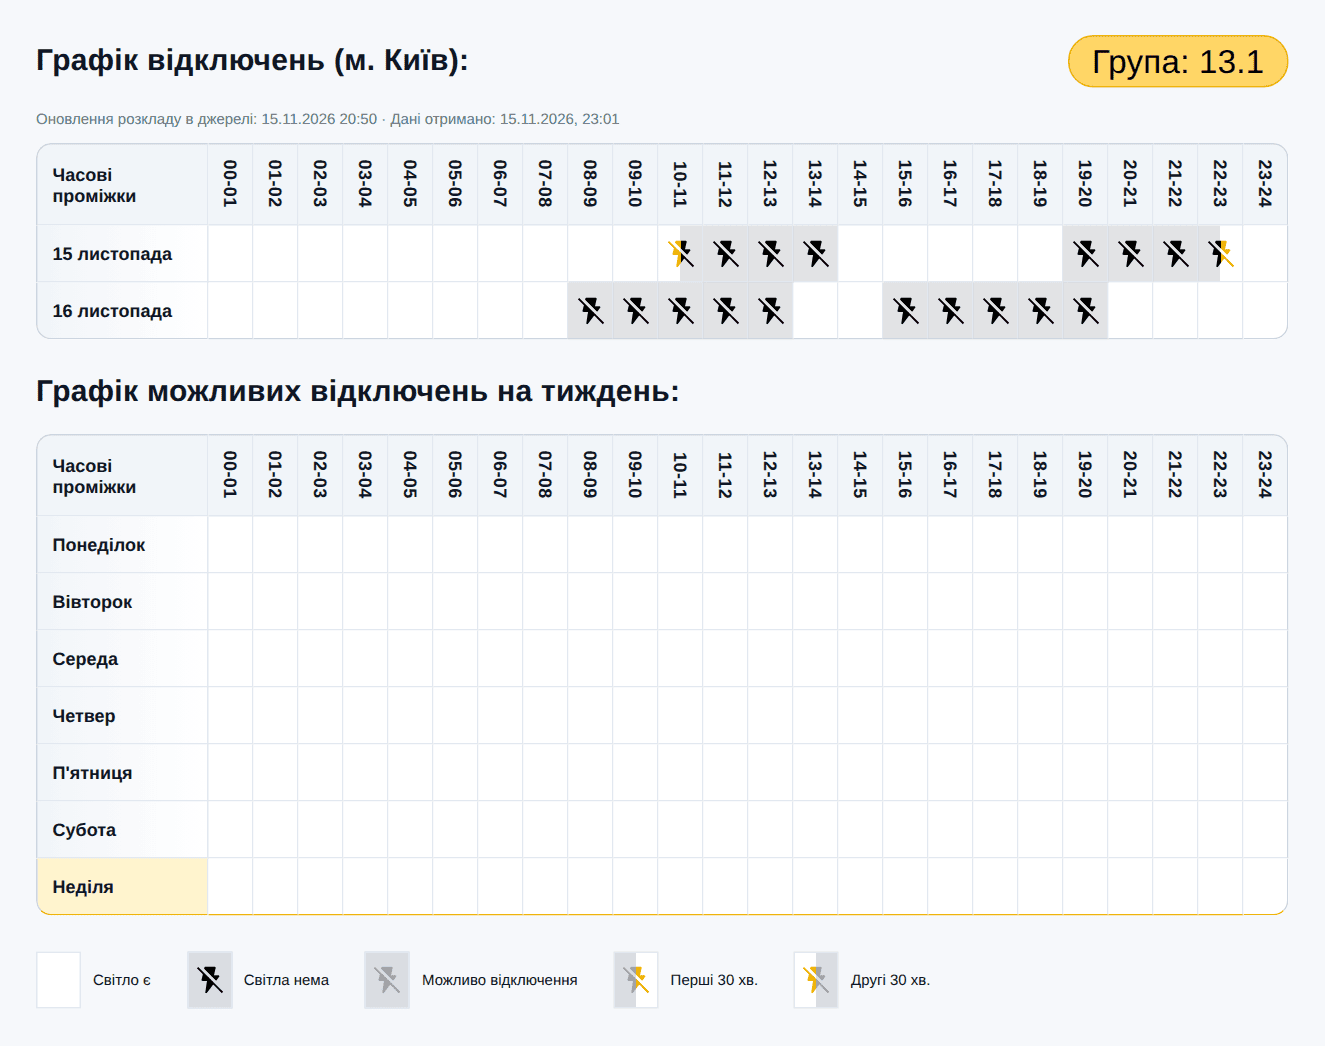 Графік відключень (м. Київ):
Група: 13.1
Оновлення розкладу в джерелі: 15.11.2026 20:50 · Дані отримано: 15.11.2026, 23:01
Часові
проміжки
00-01 01-02 02-03 03-04 04-05 05-06 06-07 07-08 08-09 09-10 10-11 11-12 12-13 13-14 14-15 15-16 16-17 17-18 18-19 19-20 20-21 21-22 22-23 23-24
15 листопада
16 листопада
Графік можливих відключень на тиждень:
Часові
проміжки
00-01 01-02 02-03 03-04 04-05 05-06 06-07 07-08 08-09 09-10 10-11 11-12 12-13 13-14 14-15 15-16 16-17 17-18 18-19 19-20 20-21 21-22 22-23 23-24
Понеділок
Вівторок
Середа
Четвер
П'ятниця
Субота
Неділя
Світло є
Світла нема
Можливо відключення
Перші 30 хв.
Другі 30 хв.